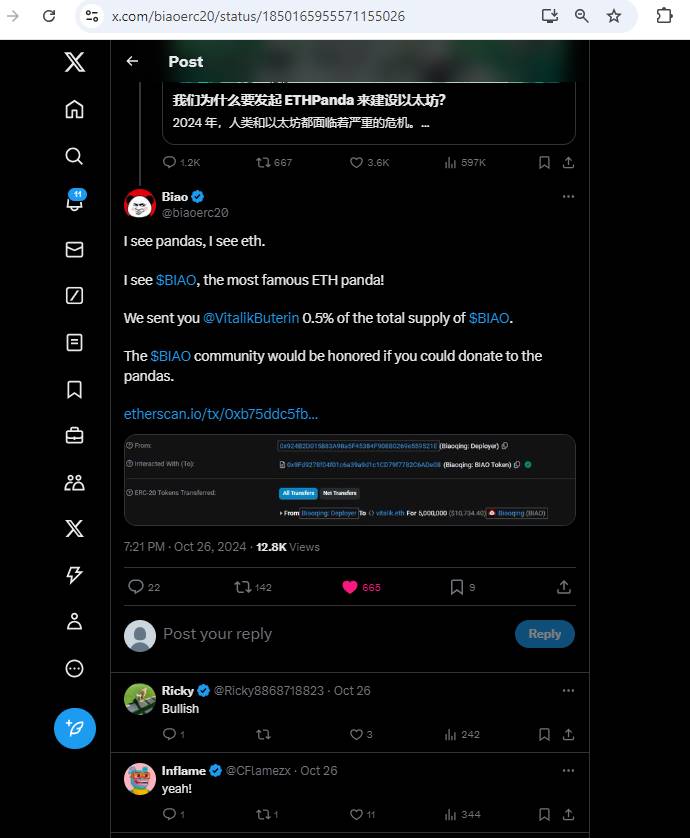 x.com/biaoerc20/status/1850165955571155026
Post
我们为什么要发起 ETHPanda 来建设以太坊?
2024 年，人类和以太坊都面临着严重的危机。...
1.2K 667 3.6K 597K
11
Biao
@biaoerc20
I see pandas, I see eth.
I see $BIAO, the most famous ETH panda!
We sent you @VitalikButerin 0.5% of the total supply of $BIAO.
The $BIAO community would be honored if you could donate to the
pandas.
etherscan.io/tx/0xb75ddc5fb...
From: (Biaoqing: Deployer)
Interacted With (To): (Biaoqing: BIAO Token)
ERC-20 Tokens Transferred: All Transfers Net Transfers
From Biaoqing: Deployer To vitalik.eth For 5,000,000 ($10,734.40) Biaoqing (BIAO)
7:21 PM · Oct 26, 2024 · 12.8K Views
22 142 665 9
Post your reply Reply
Ricky @Ricky8868718823 · Oct 26
Bullish
1 3 242
Inflame @CFlamezx · Oct 26
yeah!
1 1 11 344